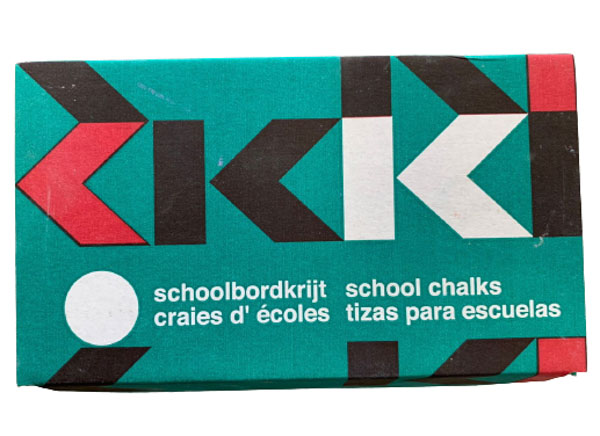 schoolbordkrijt
craies d' écoles
school chalks
tizas para escuelas